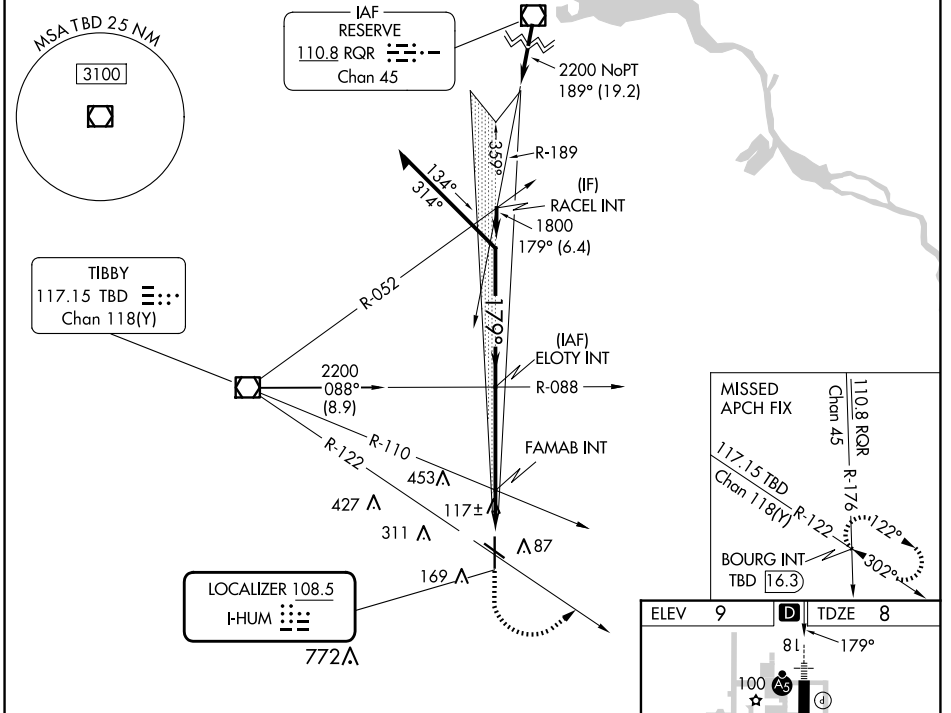 MSA TBD 25 NM
3100
IAF
RESERVE
110.8 RQR
Chan 45
2200 NoPT
189° (19.2)
359°
R-189
134°
314°
(IF)
RACEL INT
1800
179° (6.4)
TIBBY
117.15 TBD
Chan 118(Y)
R-052
179°
(IAF)
ELOTY INT
2200
088°
(8.9)
R-088
R-110
R-122
FAMAB INT
453
427
117±
311
87
169
LOCALIZER 108.5
I-HUM
772
MISSED
APCH FIX
110.8 RQR
Chan 45
R-176
117.15 TBD
Chan 118(Y)
R-122
122°
302°
BOURG INT
TBD 16.3
ELEV 9
D
TDZE 8
18
179°
100
A5
P